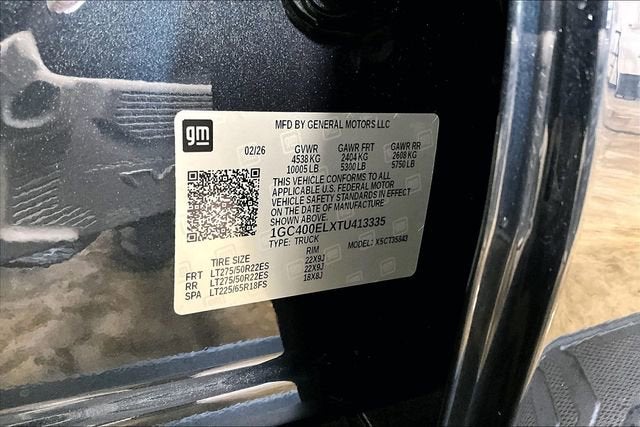 gm
MFD BY GENERAL MOTORS LLC
02/26 GVWR GAWR FRT GAWR RR
4538 KG 2404 KG 2608 KG
10005 LB 5300 LB 5750 LB
THIS VEHICLE CONFORMS TO ALL
APPLICABLE U.S. FEDERAL MOTOR
VEHICLE SAFETY STANDARDS IN EFFECT
ON THE DATE OF MANUFACTURE
SHOWN ABOVE.
1GC400ELXTU413335
TYPE: TRUCK MODEL: X5CT35843
TIRE SIZE RIM
FRT LT275/50R22ES 22X9J
RR LT275/50R22ES 22X9J
SPA LT225/65R18FS 18X8J